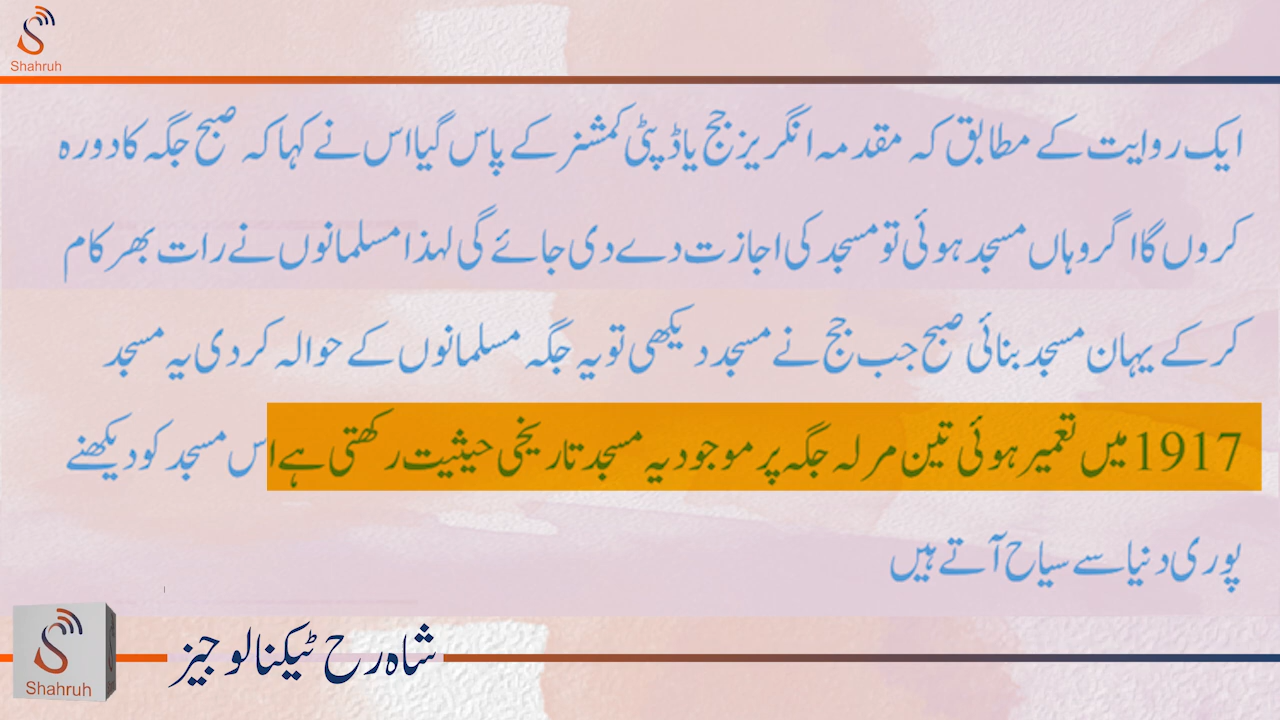 Shahruh
ایک روایت کے مطابق کہ مقدمہ انگریز جج یا ڈپٹی کمشنر کے پاس گیا اس نے کہا کہ صبح جگہ کا دورہ
کروں گا اگر وہاں مسجد ہوئی تو مسجد کی اجازت دے دی جائے گی لہذا مسلمانوں نے رات بھر کام
کر کے یہان مسجد بنائی صبح جب جج نے مسجد دیکھی تو یہ جگہ مسلمانوں کے حوالہ کر دی یہ مسجد
1917 میں تعمیر ہوئی تین مرلہ جگہ پر موجود یہ مسجد تاریخی حیثیت رکھتی ہے اس مسجد کو دیکھنے
پوری دنیا سے سیاح آتے ہیں
شاہ رح ٹیکنالوجیز
Shahruh